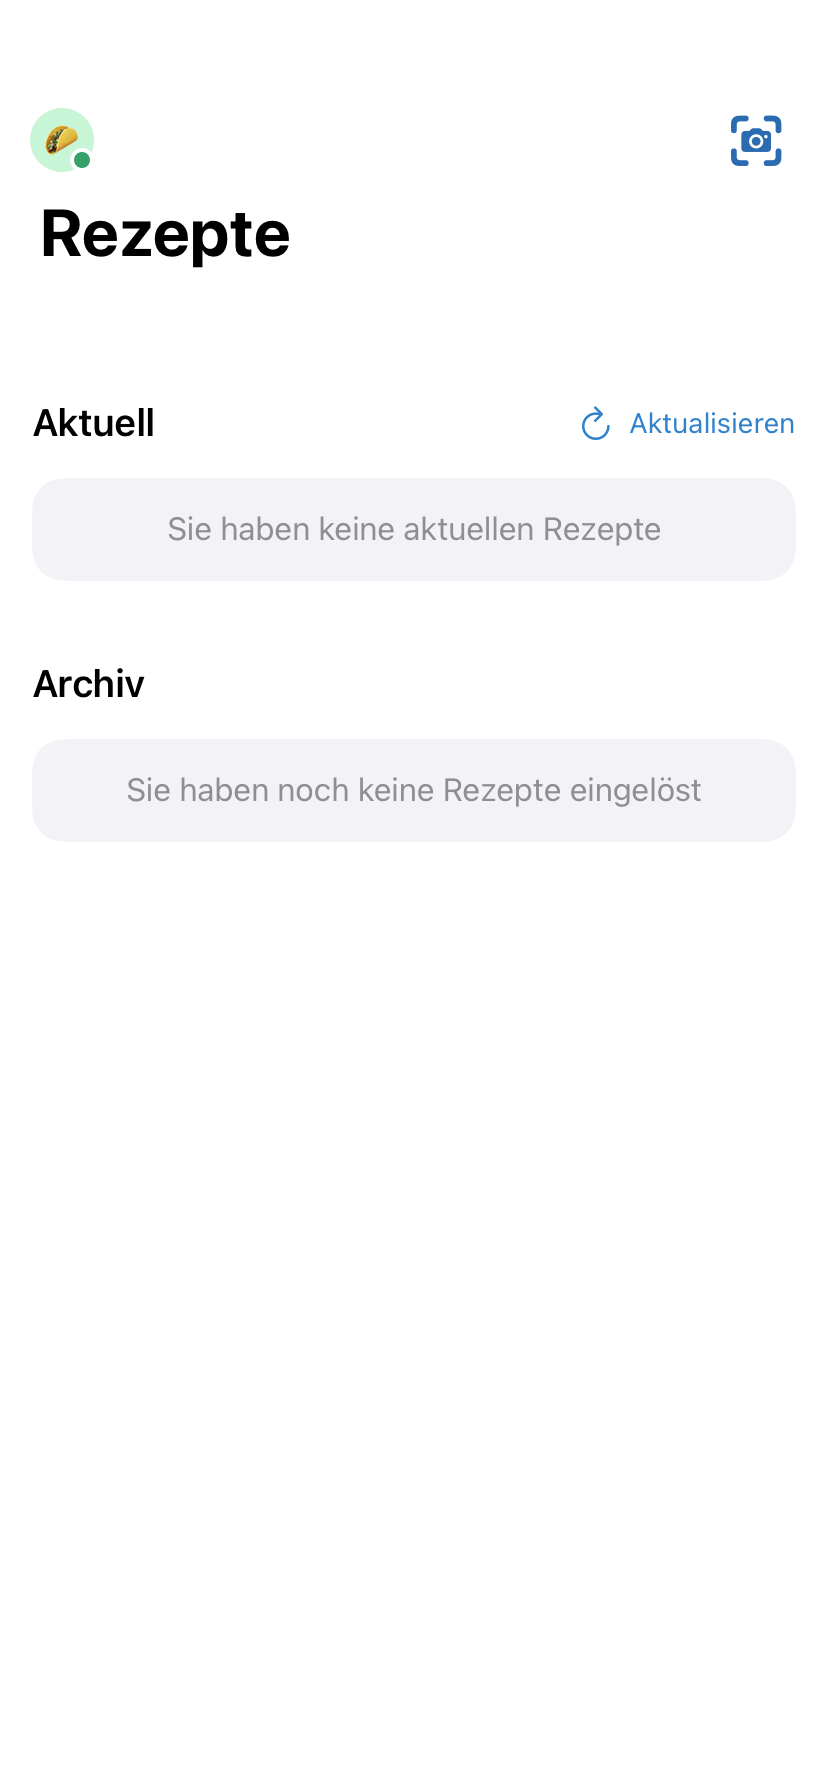 Rezepte
Aktuell
Aktualisieren
Sie haben keine aktuellen Rezepte
Archiv
Sie haben noch keine Rezepte eingelöst